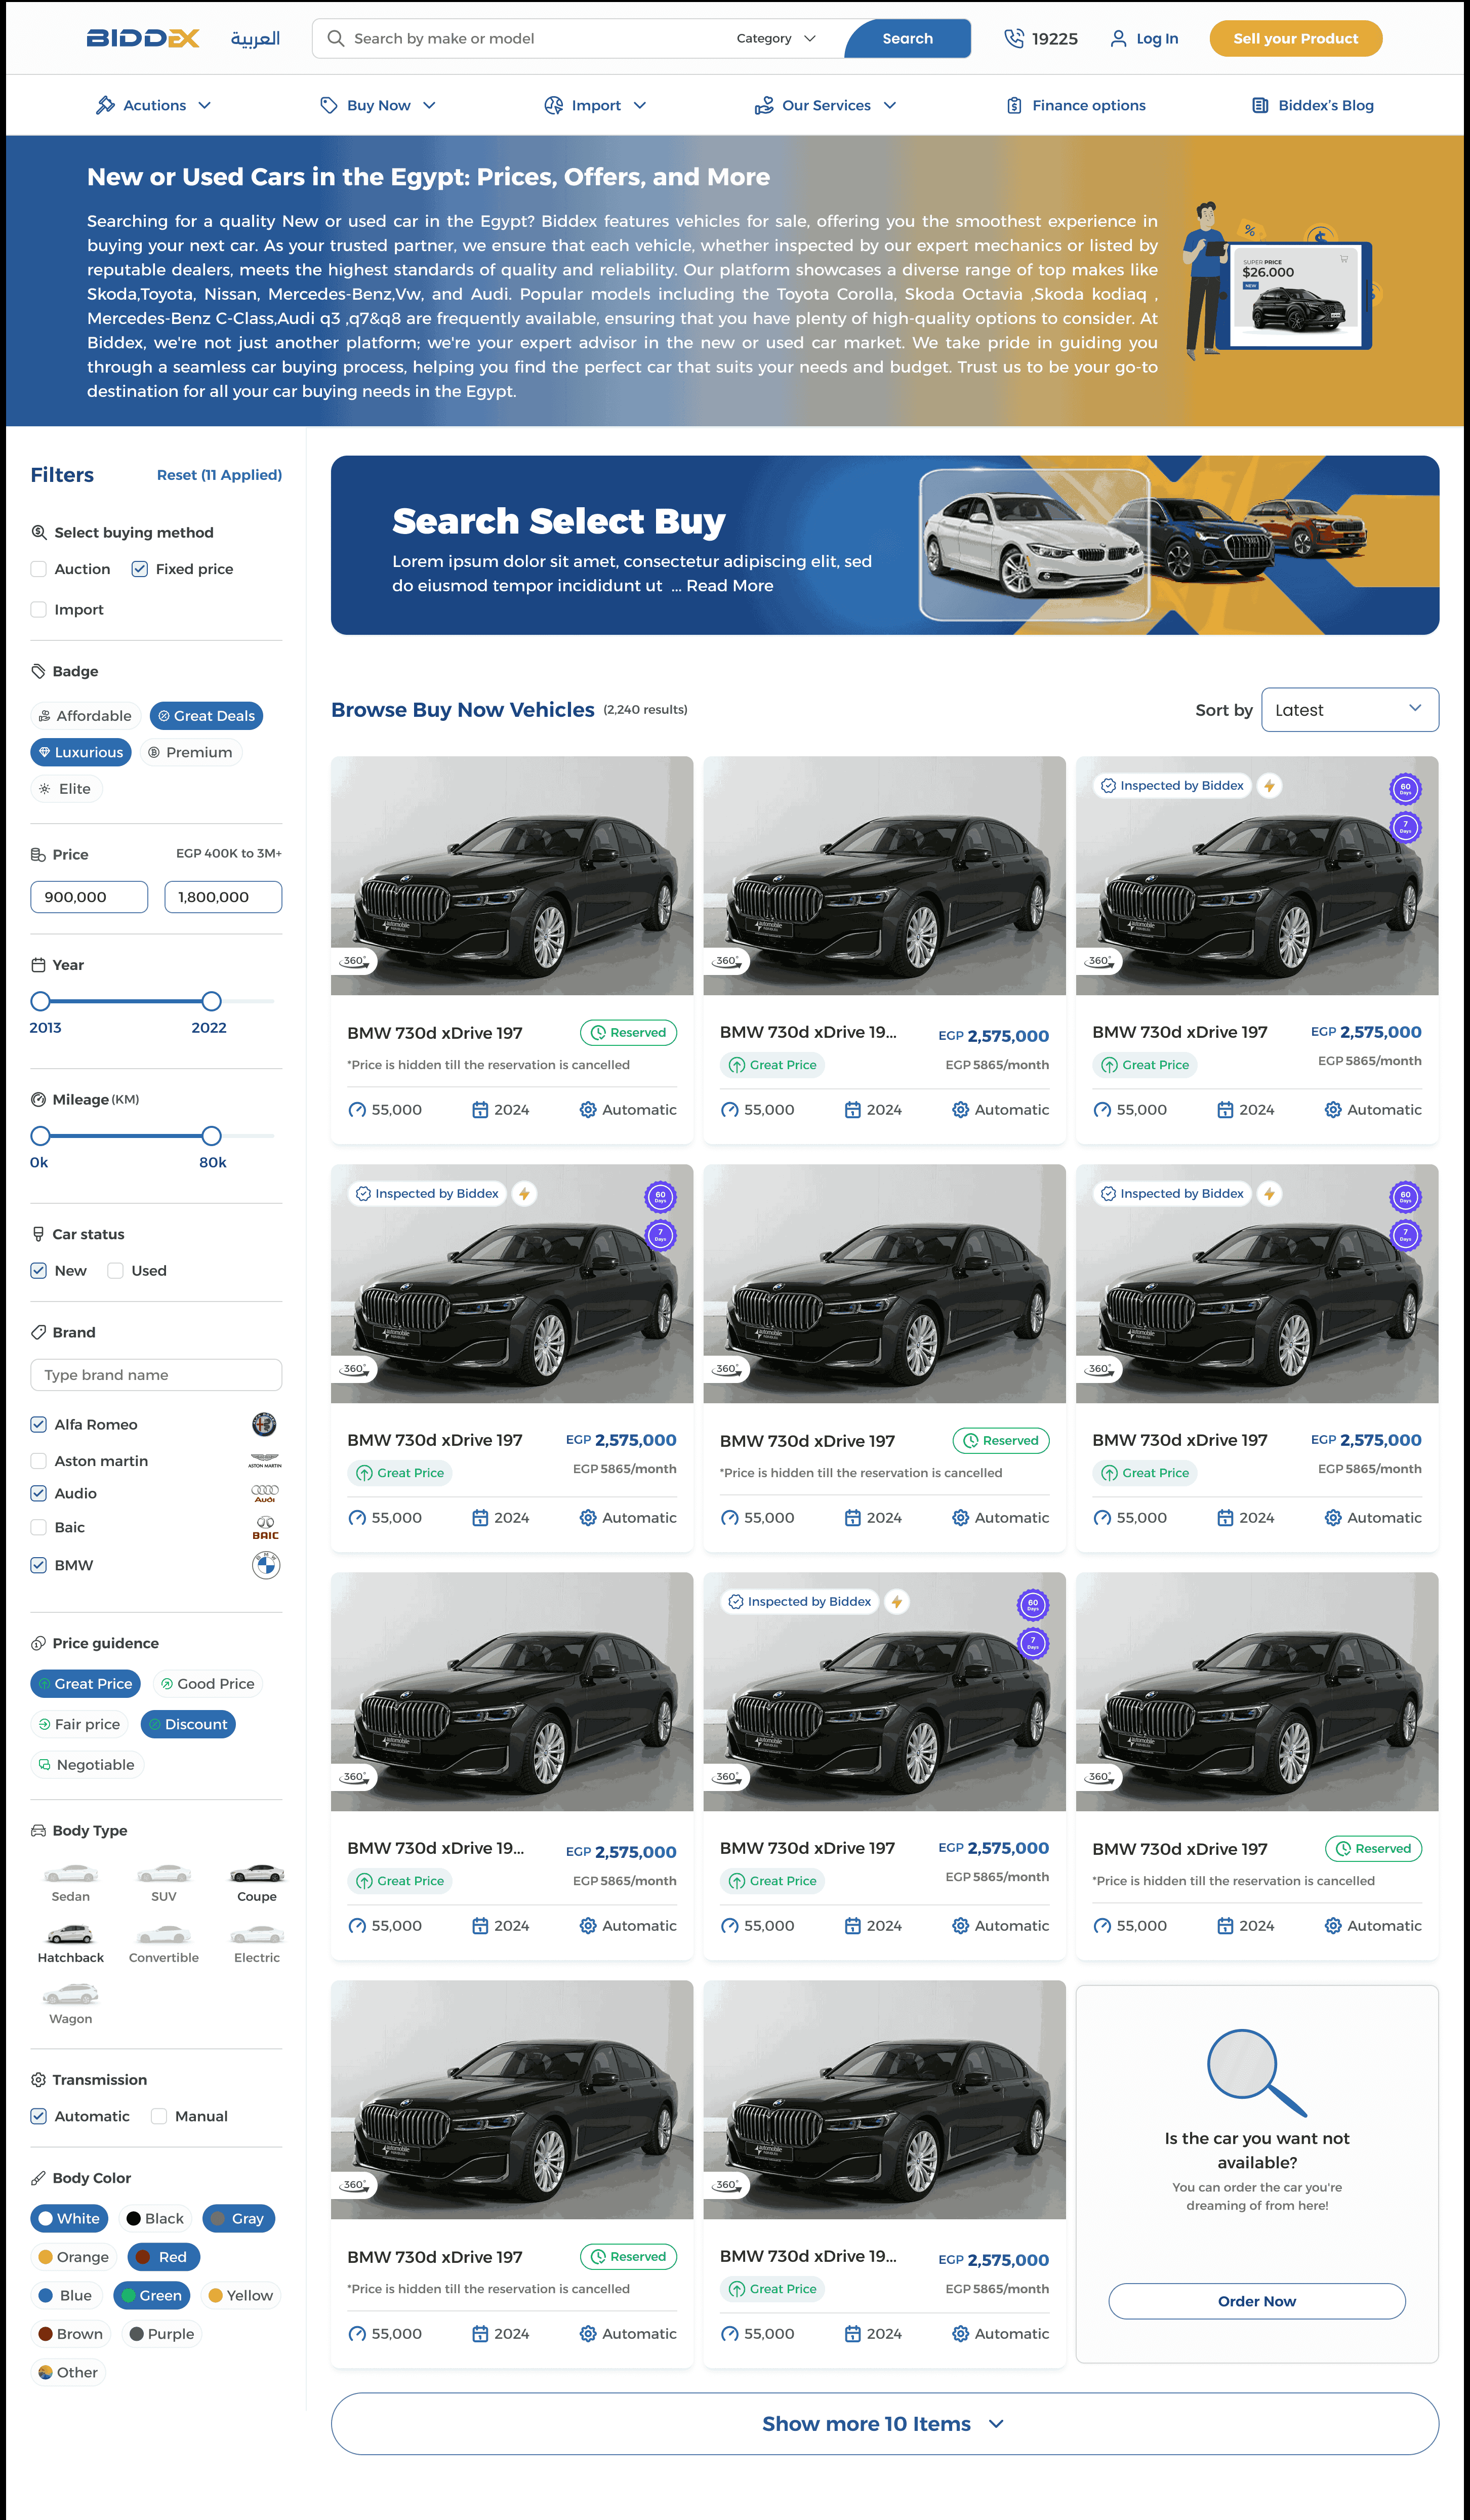 BIDDEX
العربية
Search by make or model
Category
Search
19225
Log In
Sell your Product
Acutions
Buy Now
Import
Our Services
Finance options
Biddex's Blog
New or Used Cars in the Egypt: Prices, Offers, and More
Searching for a quality New or used car in the Egypt? Biddex features vehicles for sale, offering you the smoothest experience in
buying your next car. As your trusted partner, we ensure that each vehicle, whether inspected by our expert mechanics or listed by
reputable dealers, meets the highest standards of quality and reliability. Our platform showcases a diverse range of top makes like
Skoda,Toyota, Nissan, Mercedes-Benz,Vw, and Audi. Popular models including the Toyota Corolla, Skoda Octavia ,Skoda kodiaq ,
Mercedes-Benz C-Class,Audi q3 ,q7&q8 are frequently available, ensuring that you have plenty of high-quality options to consider. At
Biddex, we're not just another platform; we're your expert advisor in the new or used car market. We take pride in guiding you
through a seamless car buying process, helping you find the perfect car that suits your needs and budget. Trust us to be your go-to
destination for all your car buying needs in the Egypt.
%
$
SUPER PRICE
$26.000
NEW
Filters
Reset (11 Applied)
Select buying method
Auction
Fixed price
Import
Badge
Affordable
Great Deals
Luxurious
Premium
Elite
Price
EGP 400K to 3M+
900,000
1,800,000
Year
2013
2022
Mileage (KM)
0k
80k
Car status
New
Used
Brand
Type brand name
Alfa Romeo
Aston martin
ASTON MARTIN
Audio
Audi
Baic
BAIC
BMW
Price guidence
Great Price
Good Price
Fair price
Discount
Negotiable
Body Type
Sedan
SUV
Coupe
Hatchback
Convertible
Electric
Wagon
Transmission
Automatic
Manual
Body Color
White
Black
Gray
Orange
Red
Blue
Green
Yellow
Brown
Purple
Other
Search Select Buy
Lorem ipsum dolor sit amet, consectetur adipiscing elit, sed
do eiusmod tempor incididunt ut ... Read More
Browse Buy Now Vehicles (2,240 results)
Sort by
Latest
automobile
360°
BMW 730d xDrive 197
Reserved
*Price is hidden till the reservation is cancelled
55,000
2024
Automatic
automobile
360°
BMW 730d xDrive 19...
EGP 2,575,000
Great Price
EGP 5865/month
55,000
2024
Automatic
Inspected by Biddex
60
Days
7
Days
automobile
360°
BMW 730d xDrive 197
EGP 2,575,000
Great Price
EGP 5865/month
55,000
2024
Automatic
Inspected by Biddex
60
Days
7
Days
automobile
360°
BMW 730d xDrive 197
EGP 2,575,000
Great Price
EGP 5865/month
55,000
2024
Automatic
automobile
360°
BMW 730d xDrive 197
Reserved
*Price is hidden till the reservation is cancelled
55,000
2024
Automatic
Inspected by Biddex
60
Days
7
Days
automobile
360°
BMW 730d xDrive 197
EGP 2,575,000
Great Price
EGP 5865/month
55,000
2024
Automatic
automobile
360°
BMW 730d xDrive 19...
EGP 2,575,000
Great Price
EGP 5865/month
55,000
2024
Automatic
Inspected by Biddex
60
Days
7
Days
automobile
360°
BMW 730d xDrive 197
EGP 2,575,000
Great Price
EGP 5865/month
55,000
2024
Automatic
automobile
360°
BMW 730d xDrive 197
Reserved
*Price is hidden till the reservation is cancelled
55,000
2024
Automatic
automobile
360°
BMW 730d xDrive 197
Reserved
*Price is hidden till the reservation is cancelled
55,000
2024
Automatic
automobile
360°
BMW 730d xDrive 19...
EGP 2,575,000
Great Price
EGP 5865/month
55,000
2024
Automatic
Is the car you want not
available?
You can order the car you're
dreaming of from here!
Order Now
Show more 10 Items